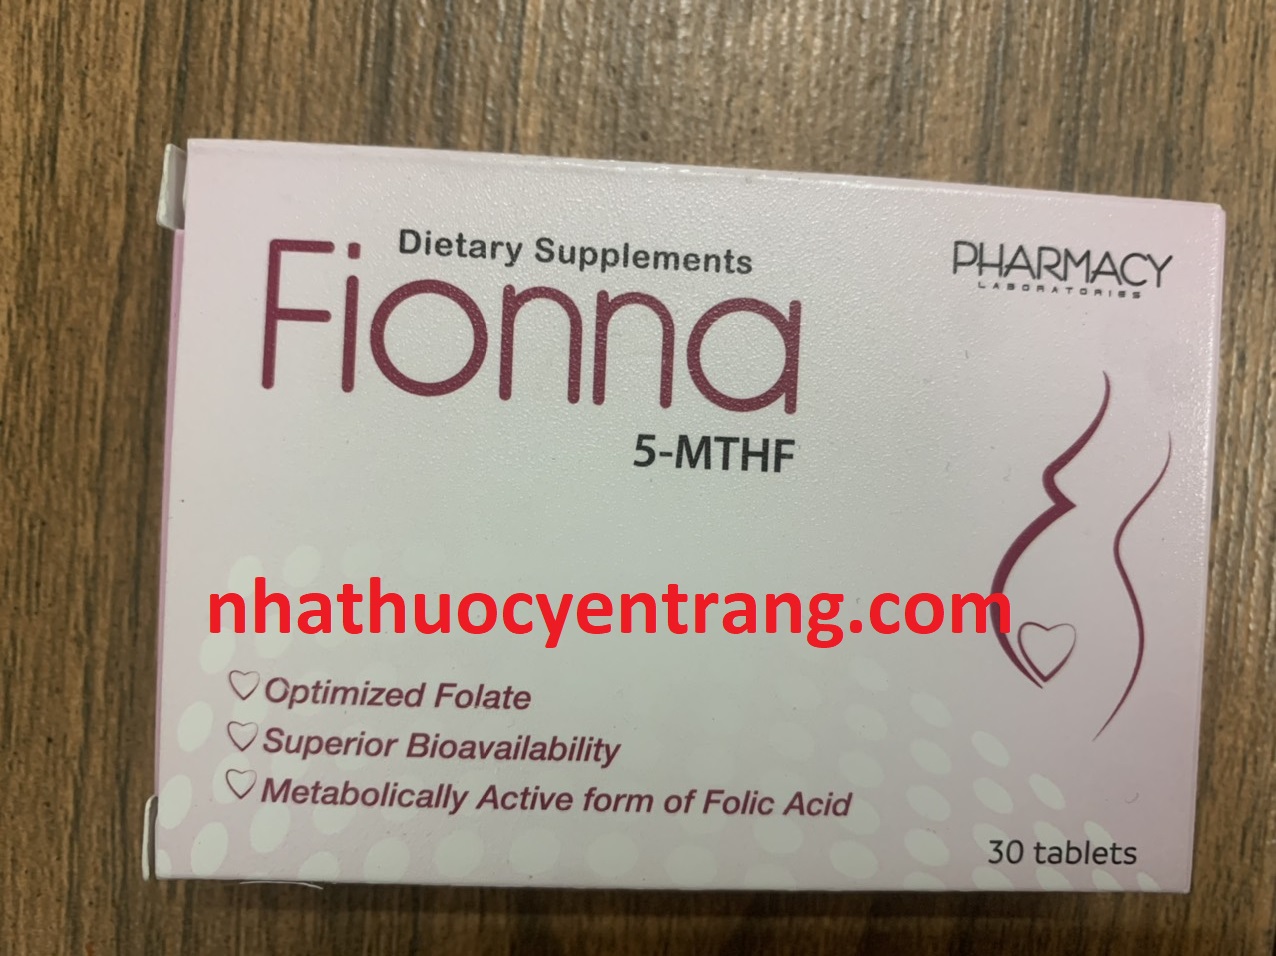 Dietary Supplements
Fionna
5-MTHF
PHARMACY
LABORATORIES
nhathuocyentrang.com
Optimized Folate
Superior Bioavailability
Metabolically Active form of Folic Acid
30 tablets